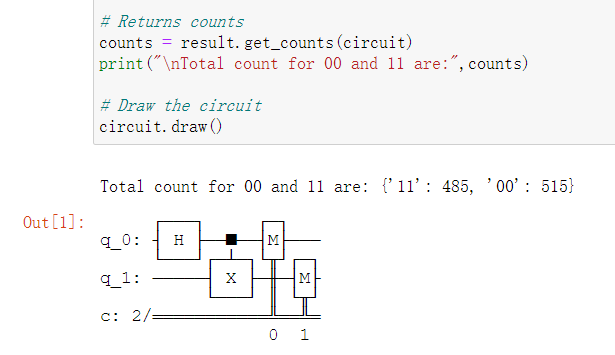 # Returns counts
counts = result.get_counts(circuit)
print("\nTotal count for 00 and 11 are:",counts)
# Draw the circuit
circuit.draw()
Total count for 00 and 11 are: {'11': 485, '00': 515}
Out[1]:
q_0: H M
q_1: X M
c: 2/
0 1